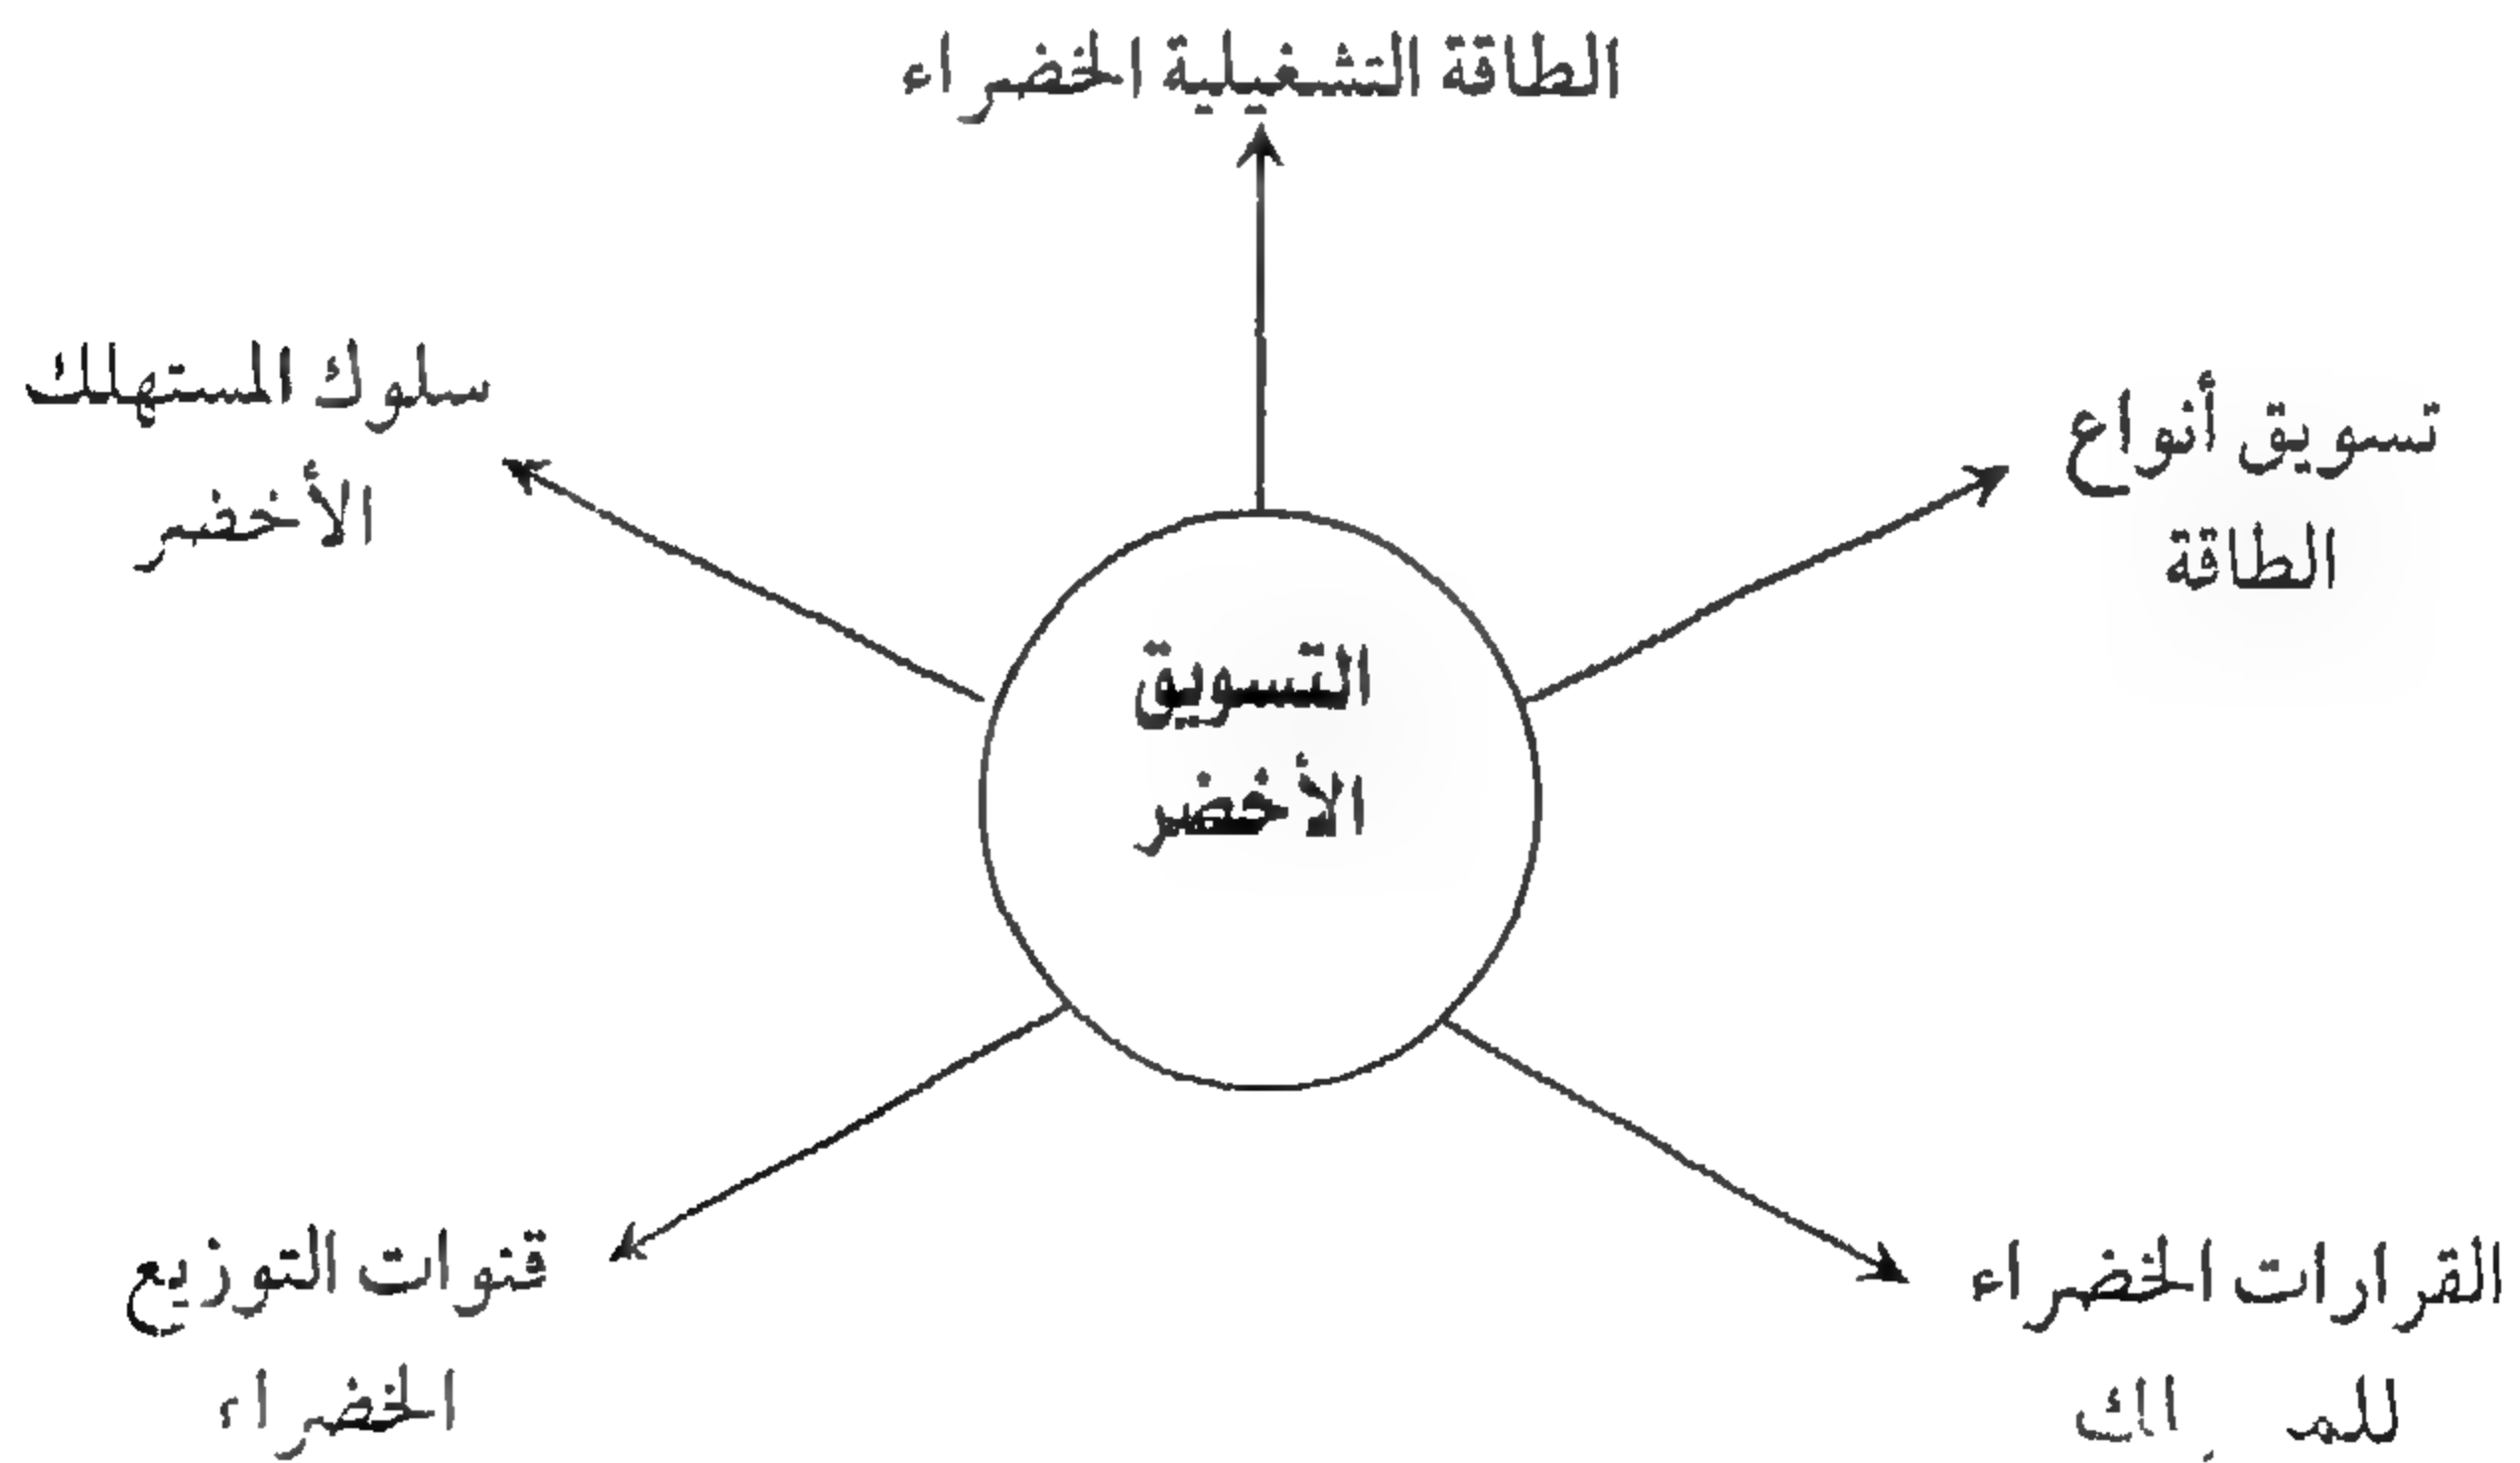 الطاقة التشغيلية الخضراء
تسويق أنواع
الطاقة
سلوك المستهلك
الأخضر
التسويق
الأخضر
القرارات الخضراء
قنوات التوزيع
الخضراء